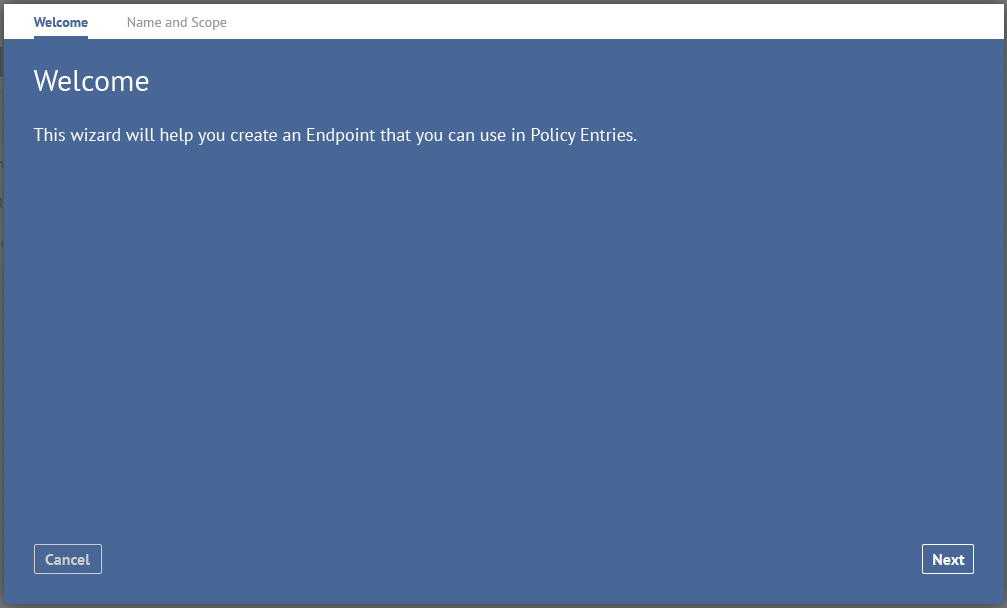 Welcome
Name and Scope
Welcome
This wizard will help you create an Endpoint that you can use in Policy Entries.
Cancel
Next